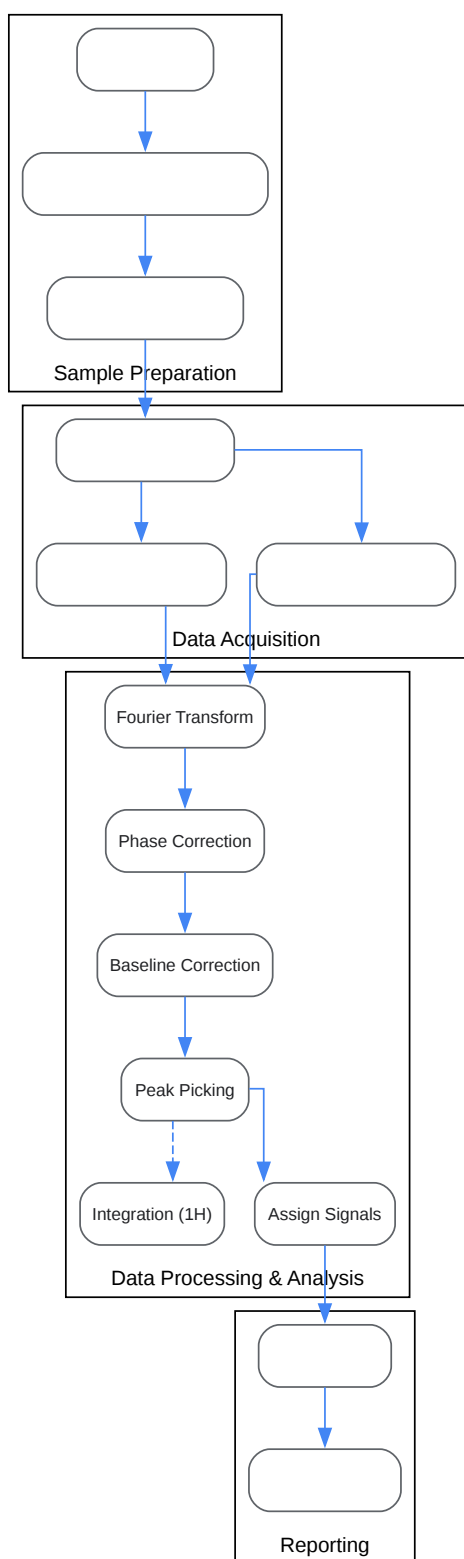 Sample Preparation
Data Acquisition
Fourier Transform
Phase Correction
Baseline Correction
Peak Picking
Integration (1H)
Assign Signals
Data Processing & Analysis
Reporting